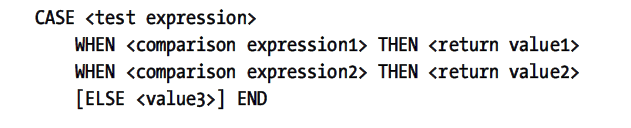 CASE <test expression>
WHEN <comparison expression1> THEN <return value1>
WHEN <comparison expression2> THEN <return value2>
[ELSE <value3>] END